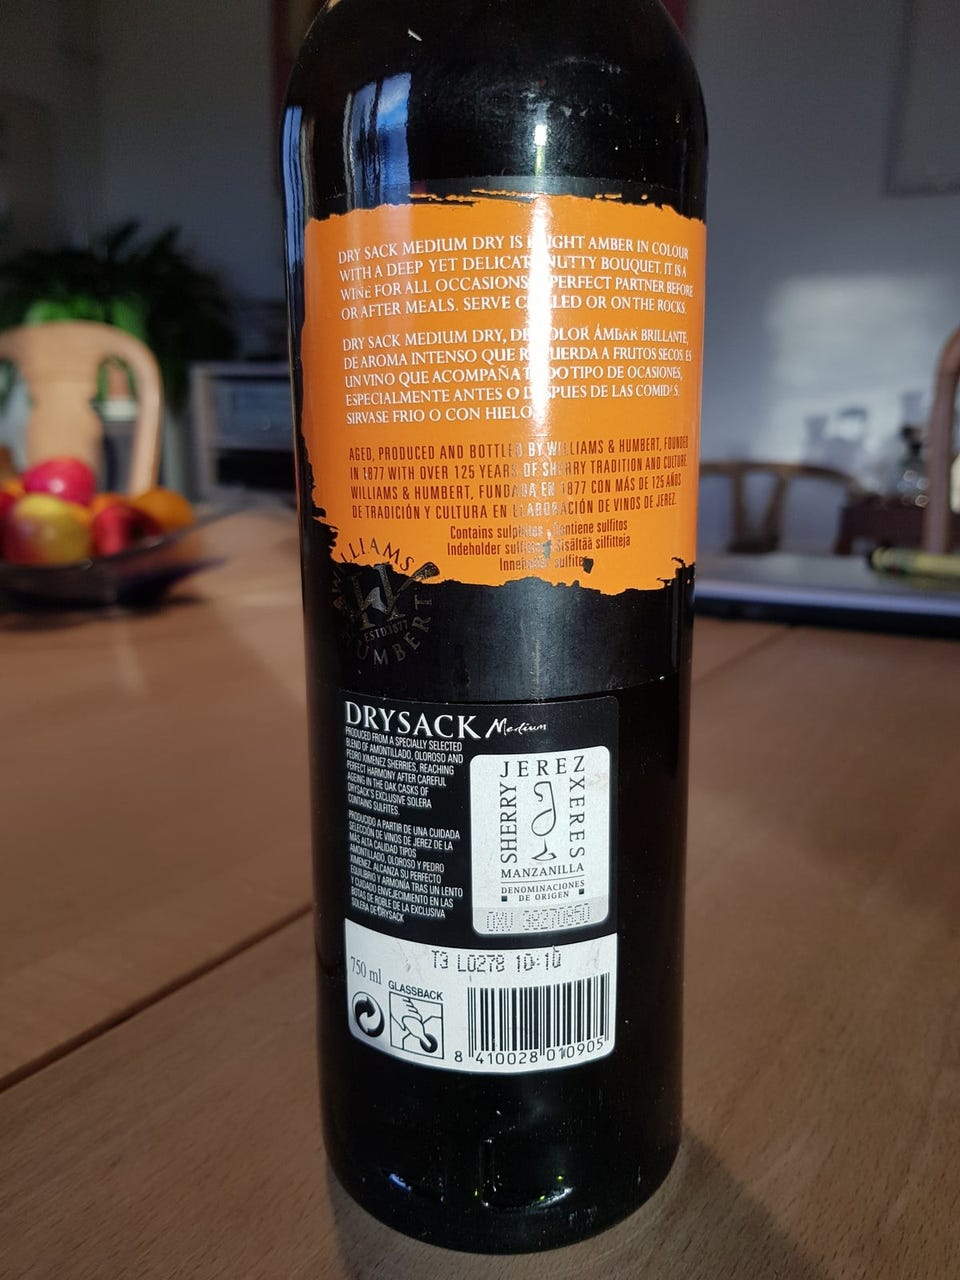 DRY SACK MEDIUM DRY IS BRIGHT AMBER IN COLOUR
WITH A DEEP YET DELICATE NUTTY BOUQUET. IT IS A
WINE FOR ALL OCCASIONS, PERFECT PARTNER BEFORE
OR AFTER MEALS. SERVE CHILLED OR ON THE ROCKS.
DRY SACK MEDIUM DRY, DE COLOR ÁMBAR BRILLANTE,
DE AROMA INTENSO QUE RECUERDA A FRUTOS SECOS. ES
UN VINO QUE ACOMPAÑA TODO TIPO DE OCASIONES,
ESPECIALMENTE ANTES O DESPUES DE LAS COMIDAS.
SIRVASE FRIO O CON HIELO.
AGED, PRODUCED AND BOTTLED BY WILLIAMS & HUMBERT, FOUNDED
IN 1877 WITH OVER 125 YEARS OF SHERRY TRADITION AND CULTURE.
WILLIAMS & HUMBERT, FUNDADA EN 1877 CON MÁS DE 125 AÑOS
DE TRADICIÓN Y CULTURA EN ELABORACIÓN DE VINOS DE JEREZ.
Contains sulphites - Contiene sulfitos
Indeholder sulfitter - Sisältää silfitteja
Inneholder sulfiter
WILLIAMS
W
ESTD.1877
HUMBERT
DRYSACK Medium
PRODUCED FROM A SPECIALLY SELECTED
BLEND OF AMONTILLADO, OLOROSO AND
PEDRO XIMENEZ SHERRIES, REACHING
PERFECT HARMONY AFTER CAREFUL
AGEING IN THE OAK CASKS OF
DRYSACK'S EXCLUSIVE SOLERA
CONTAINS SULFITES.
PRODUCIDO A PARTIR DE UNA CUIDADA
SELECCIÓN DE VINOS DE JEREZ DE LA
MÁS ALTA CALIDAD TIPOS
AMONTILLADO, OLOROSO Y PEDRO
XIMENEZ, ALCANZA SU PERFECTO
EQUILIBRIO Y ARMONÍA TRAS UN LENTO
Y CUIDADO ENVEJECIMIENTO EN LAS
BOTAS DE ROBLE DE LA EXCLUSIVA
SOLERA DE DRYSACK
JEREZ
XERES
SHERRY
MANZANILLA
DENOMINACIONES
DE ORIGEN
38270850
T3 L0278 10:10
750 ml
GLASSBACK
8 410028 010905